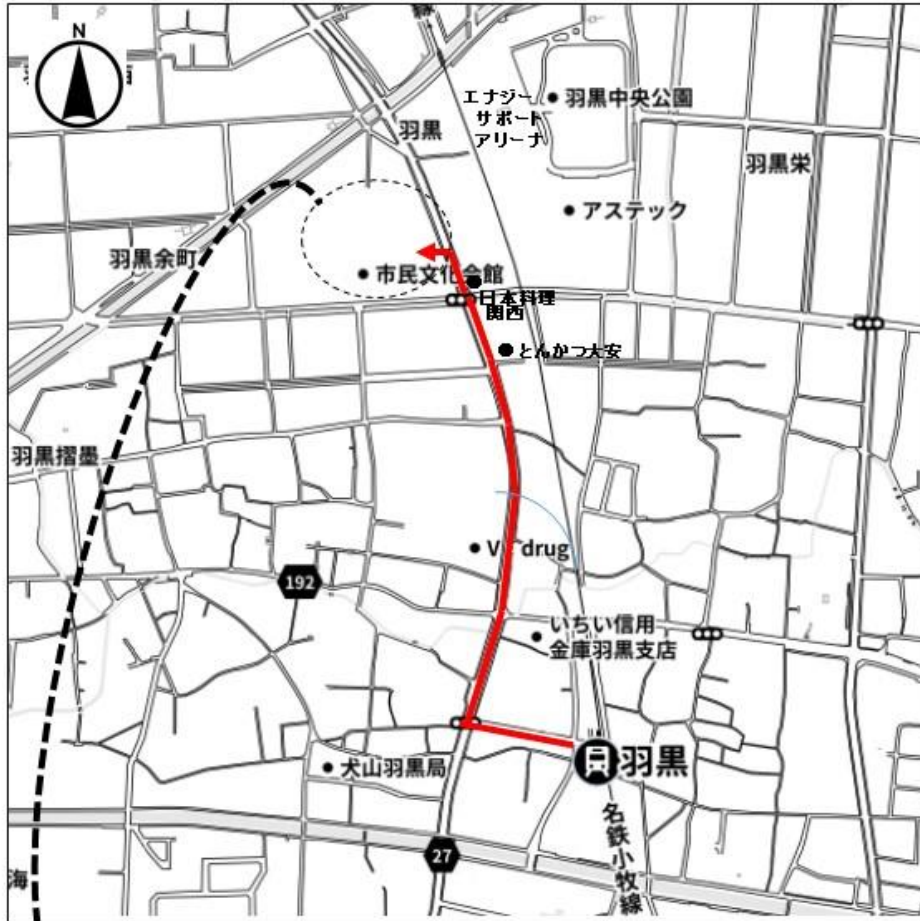 N
線
エナジー
サポート
アリーナ
羽黒中央公園
羽黒
羽黒栄
アステック
羽黒余町
市民文化会館
日本料理
関西
とんかつ大安
羽黒摺墨
V・drug
192
いちい信用
金庫羽黒支店
羽黒
犬山羽黒局
名鉄小牧線
27
海